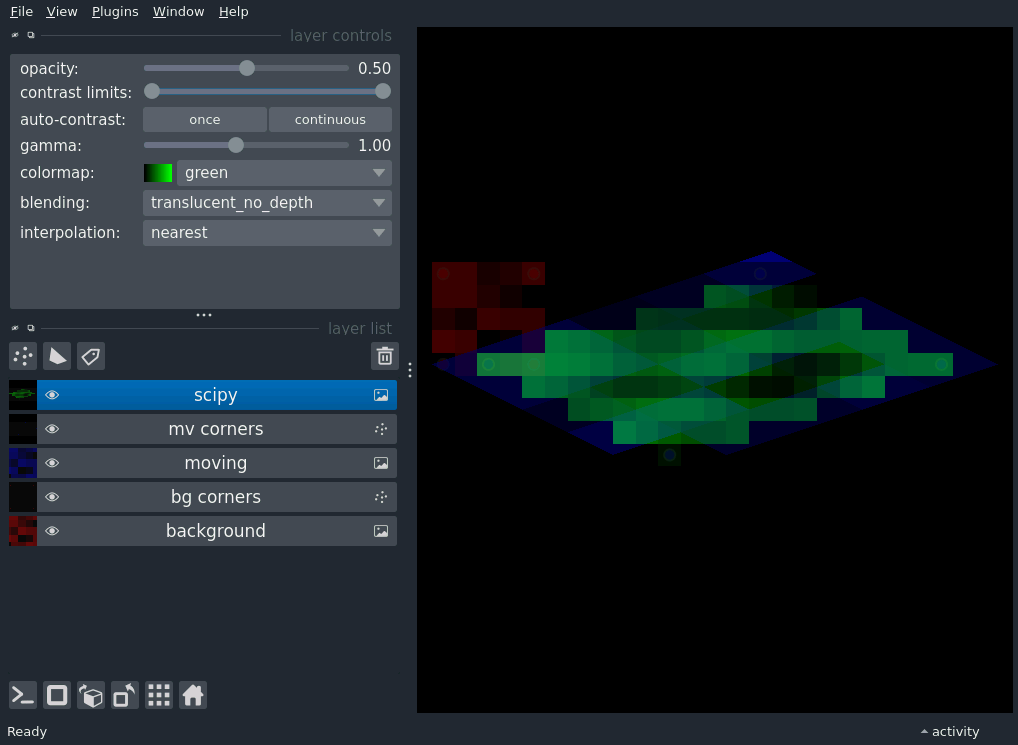 File View Plugins Window Help
layer controls
opacity: 0.50
contrast limits:
auto-contrast: once continuous
gamma: 1.00
colormap: green
blending: translucent_no_depth
interpolation: nearest
layer list
scipy
mv corners
moving
bg corners
background
Ready activity